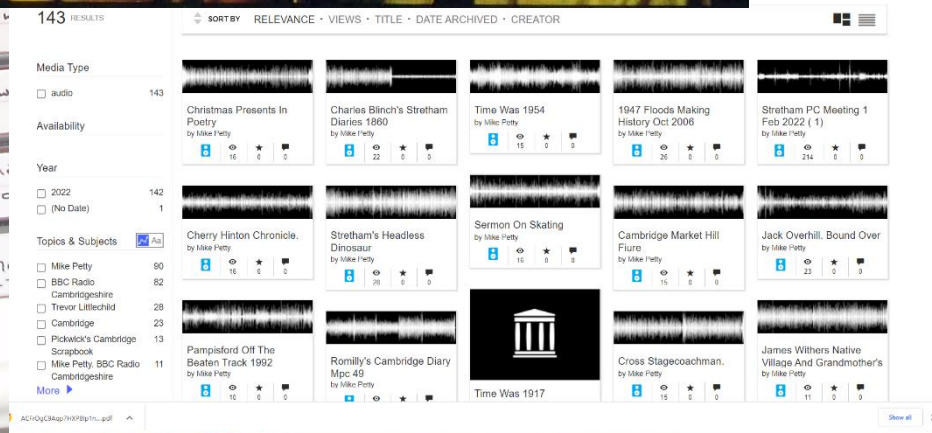 143 RESULTS
SORT BY RELEVANCE · VIEWS · TITLE · DATE ARCHIVED · CREATOR
Media Type
audio 143
Availability
Year
2022 142
(No Date) 1
Topics & Subjects Aa
Mike Petty 90
BBC Radio 82
Cambridgeshire
Trevor Littlechild 28
Cambridge 23
Pickwick's Cambridge 13
Scrapbook
Mike Petty. BBC Radio 11
Cambridgeshire
More
Christmas Presents In
Poetry
by Mike Petty
16 0 0
Charles Blinch's Stretham
Diaries 1860
by Mike Petty
22 0 0
Time Was 1954
by Mike Petty
15 0 0
1947 Floods Making
History Oct 2006
by Mike Petty
26 0 0
Stretham PC Meeting 1
Feb 2022 ( 1)
by Mike Petty
214 0 0
Cherry Hinton Chronicle.
by Mike Petty
16 0 0
Stretham's Headless
Dinosaur
by Mike Petty
28 0 0
Sermon On Skating
by Mike Petty
16 0 0
Cambridge Market Hill
Fiure
by Mike Petty
15 0 0
Jack Overhill. Bound Over
by Mike Petty
23 0 0
Pampisford Off The
Beaten Track 1992
by Mike Petty
10 0 0
Romilly's Cambridge Diary
Mpc 49
by Mike Petty
Time Was 1917
Cross Stagecoachman.
by Mike Petty
15 0 0
James Withers Native
Village And Grandmother's
by Mike Petty
11 0 0
Show all